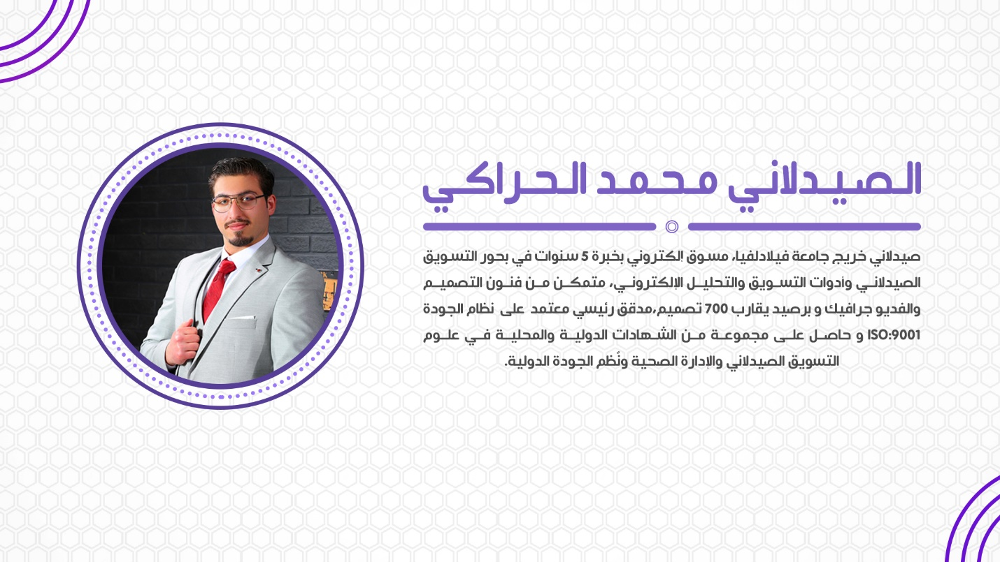 الصيدلاني محمد الحراكي
صيدلاني خريج جامعة فيلادلفيا، مسوق إلكتروني بخبرة 5 سنوات في بحور التسويق
الصيدلاني وأدوات التسويق والتحليل الإلكتروني، متمكن من فنون التصميم
والفديو جرافيك و برصيد يقارب 700 تصميم،مدقق رئيسي معتمد على نظام الجودة
ISO:9001 و حاصل على مجموعة من الشهادات الدولية والمحلية في علوم
التسويق الصيدلاني والإدارة الصحية ونُظم الجودة الدولية.